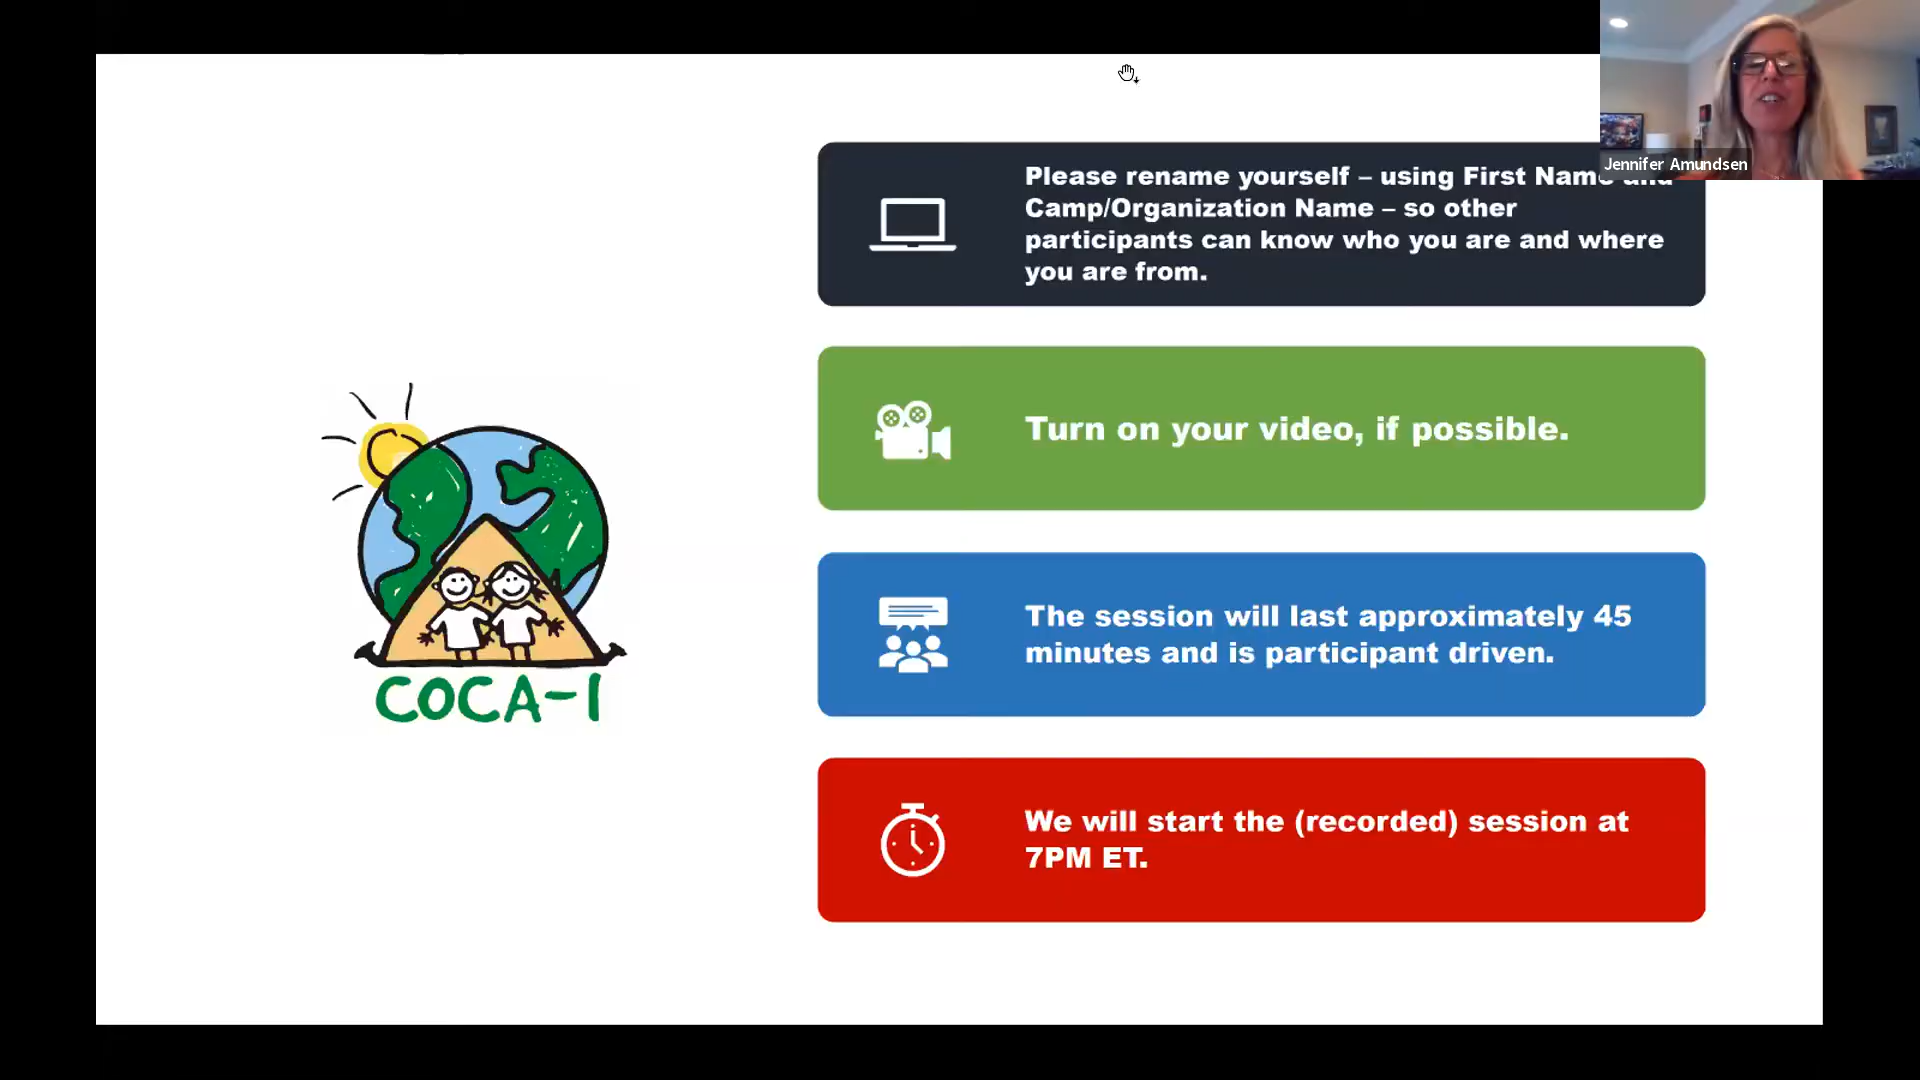 Jennifer Amundsen
Please rename yourself – using First Name and
Camp/Organization Name – so other
participants can know who you are and where
you are from.
Turn on your video, if possible.
The session will last approximately 45
minutes and is participant driven.
We will start the (recorded) session at
7PM ET.
COCA-I